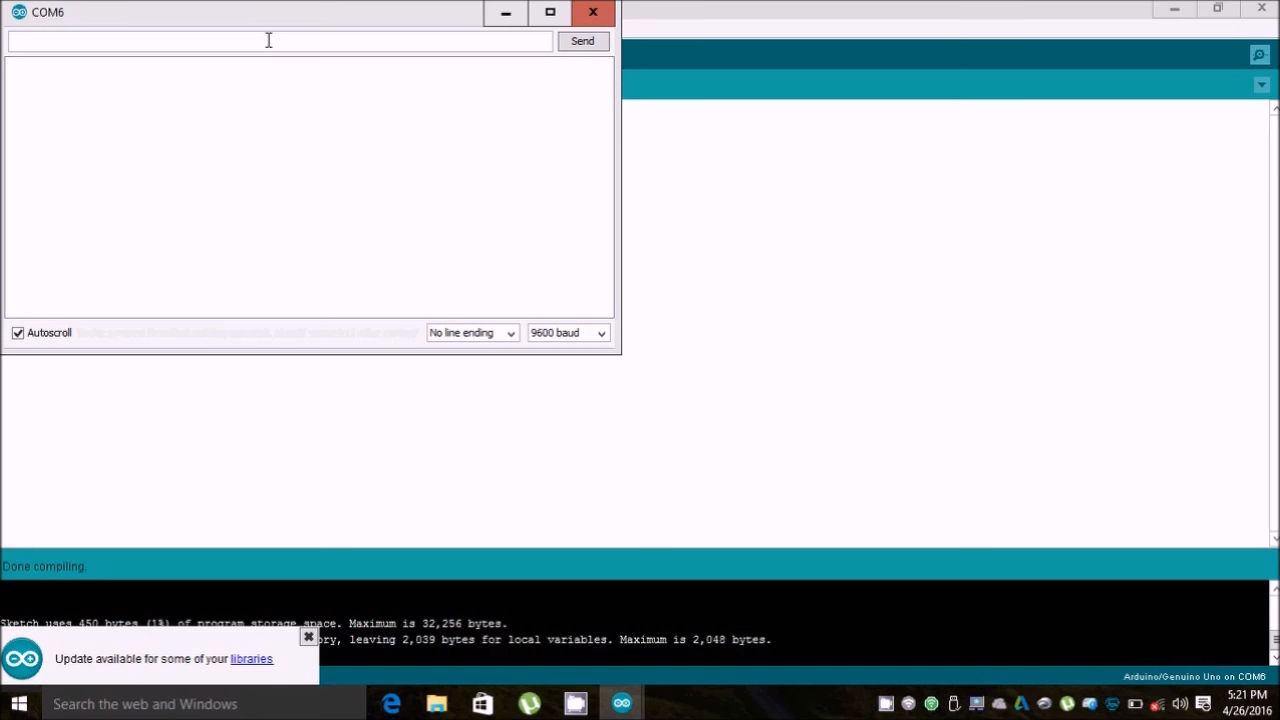 COM6
Send
Autoscroll
No line ending
9600 baud
Done compiling.
Sketch uses 450 bytes (1%) of program storage space. Maximum is 32,256 bytes.
ory, leaving 2,039 bytes for local variables. Maximum is 2,048 bytes.
Update available for some of your libraries
Arduino/Genuino Uno on COM6
Search the web and Windows
5:21 PM
4/26/2016